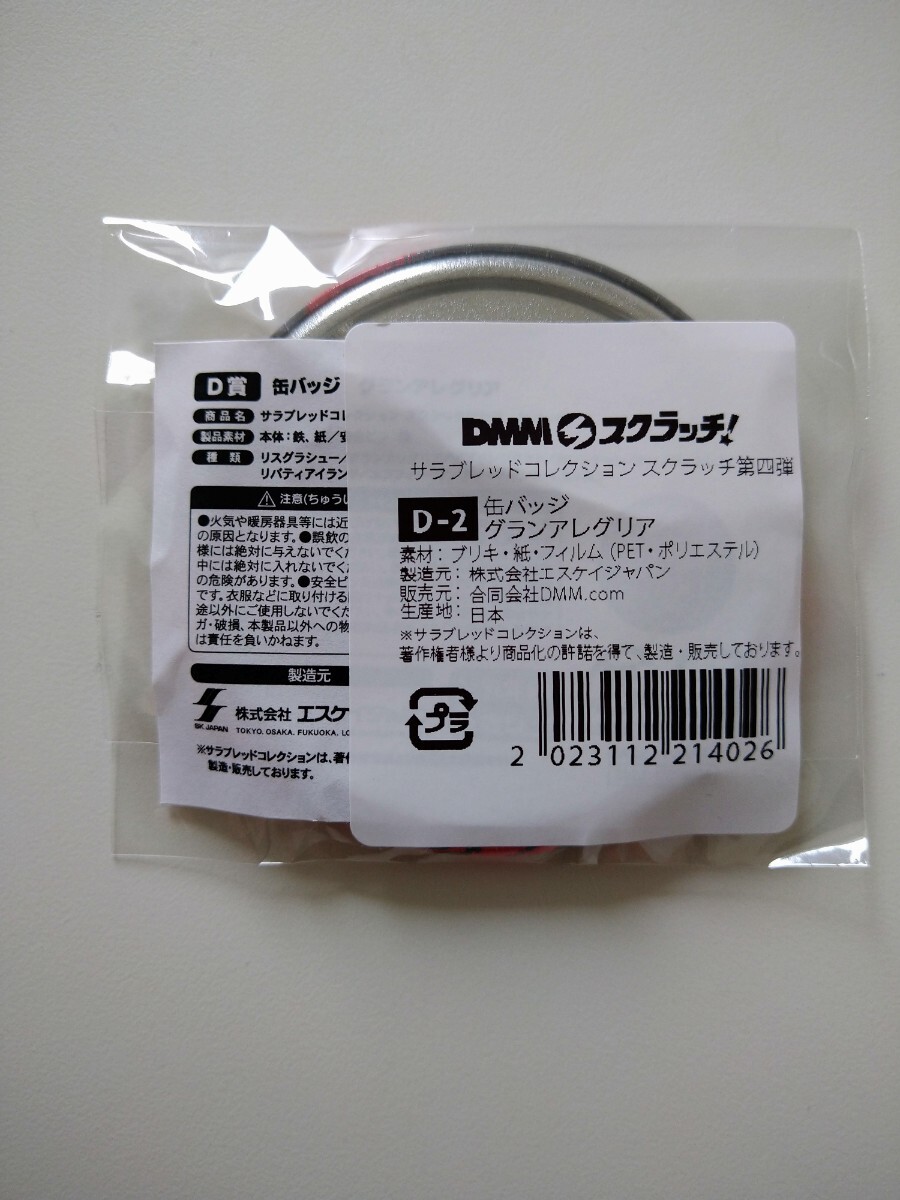 D賞 缶バッジ
商品名 サラブレッドコレ
製品素材 本体:鉄、紙/安
種類 リスグラシュー/
リバティアイラン
⚠注意(ちゅうい
●火気や暖房器具等には近
の原因となります。●誤飲の
様には絶対に与えないでくだ
中には絶対に入れないでくだ
の危険があります。●安全ピ
です。衣服などに取り付ける
途以外にご使用しないでくだ
ガ・破損、本製品以外への物
は責任を負いかねます。
製造元
SK JAPAN
株式会社 エスケ
TOKYO. OSAKA. FUKUOKA. LO
※サラブレッドコレクションは、著作
製造・販売しております。
DMMスクラッチ!
サラブレッドコレクション スクラッチ第四弾
D-2 缶バッジ
グランアレグリア
素材:ブリキ・紙・フィルム(PET・ポリエステル)
製造元:株式会社エスケイジャパン
販売元:合同会社DMM.com
生産地:日本
※サラブレッドコレクションは、
著作権者様より商品化の許諾を得て、製造・販売しております。
プラ
2 023112 214026